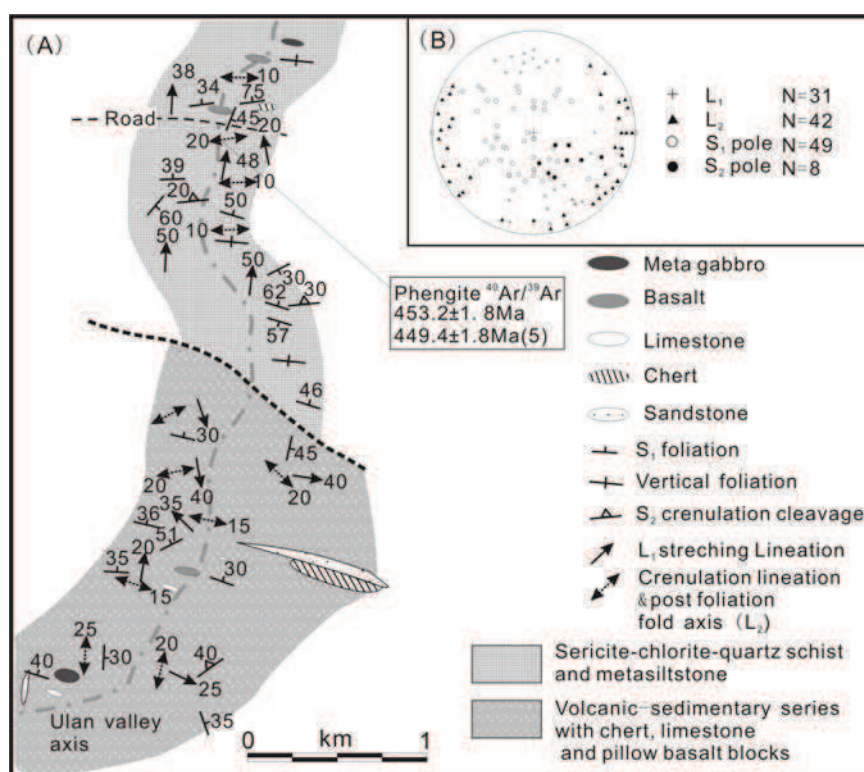 (A)
38
34
10
75
Road
45
20
20
48
39
10
20
60
50
50
10
50
30
62
30
57
46
30
45
20
40
35
20
40
36
15
51
35
20
30
15
25
30
20
40
40
25
35
Ulan valley
axis
km
0
1
Phengite ⁴⁰Ar/³⁹Ar
453.2±1.8Ma
449.4±1.8Ma(5)
(B)
L₁ N=31
L₂ N=42
S₁ pole N=49
S₂ pole N=8
Meta gabbro
Basalt
Limestone
Chert
Sandstone
S₁ foliation
Vertical foliation
S₂ crenulation cleavage
L₁ streching Lineation
Crenulation lineation
&post foliation
fold axis (L₂)
Sericite-chlorite-quartz schist
and metasiltstone
Volcanic-sedimentary series
with chert, limestone
and pillow basalt blocks